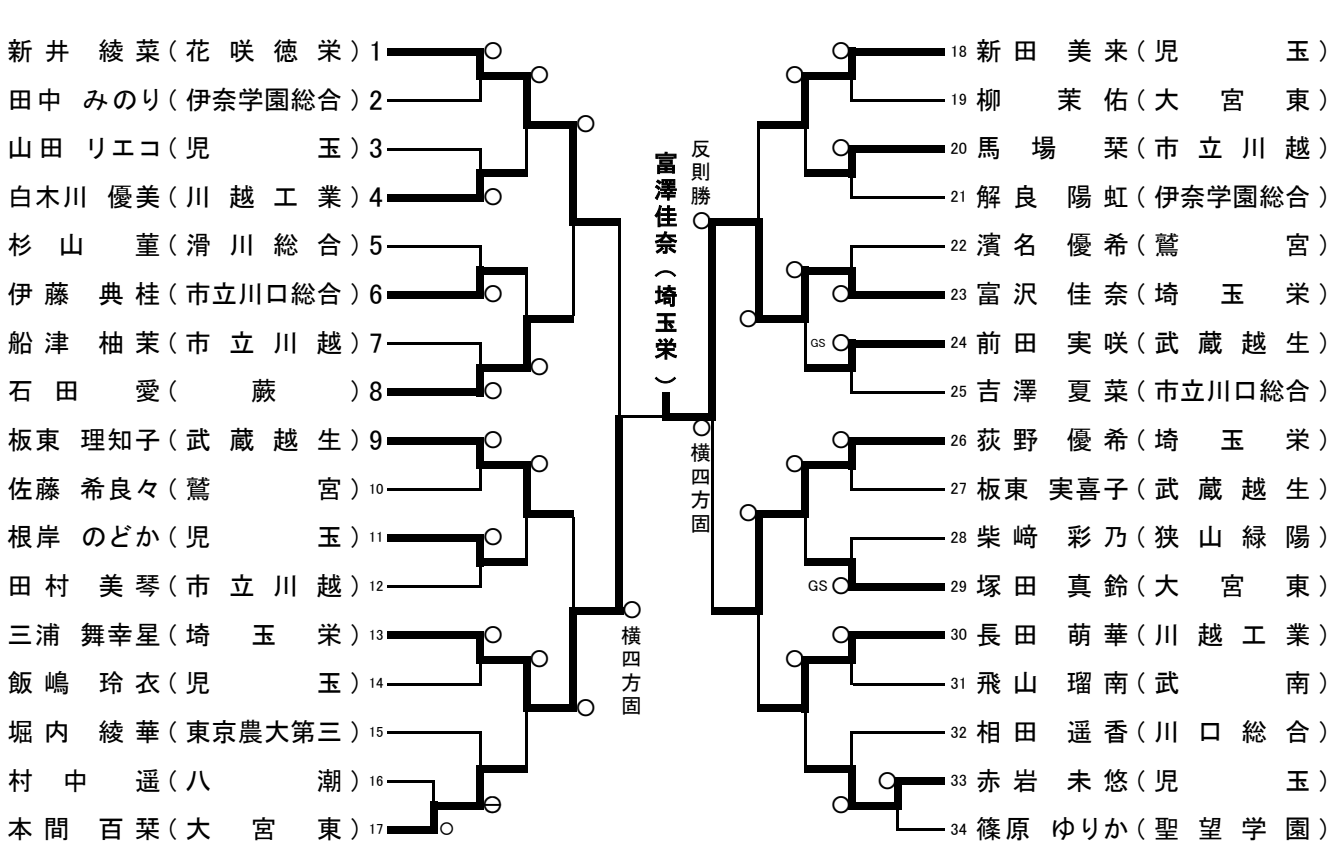 新井 綾菜(花咲徳栄)1
田中 みのり(伊奈学園総合)2
山田 リエコ(児玉)3
白木川 優美(川越工業)4
杉山 菫(滑川総合)5
伊藤 典桂(市立川口総合)6
船津 柚茉(市立川越)7
石田 愛(蕨)8
板東 理知子(武蔵越生)9
佐藤 希良々(鷲宮)10
根岸 のどか(児玉)11
田村 美琴(市立川越)12
三浦 舞幸星(埼玉栄)13
飯嶋 玲衣(児玉)14
堀内 綾華(東京農大第三)15
村中 遥(八潮)16
本間 百栞(大宮東)17
横四方固
富澤佳奈(埼玉栄)
反則勝
横四方固
18 新田 美来(児玉)
19 柳 茉佑(大宮東)
20 馬場 栞(市立川越)
21 解良 陽虹(伊奈学園総合)
22 濱名 優希(鷲宮)
23 富沢 佳奈(埼玉栄)
GS
24 前田 実咲(武蔵越生)
25 吉澤 夏菜(市立川口総合)
26 荻野 優希(埼玉栄)
27 板東 実喜子(武蔵越生)
28 柴﨑 彩乃(狭山緑陽)
GS
29 塚田 真鈴(大宮東)
30 長田 萌華(川越工業)
31 飛山 瑠南(武南)
32 相田 遥香(川口総合)
33 赤岩 未悠(児玉)
34 篠原 ゆりか(聖望学園)